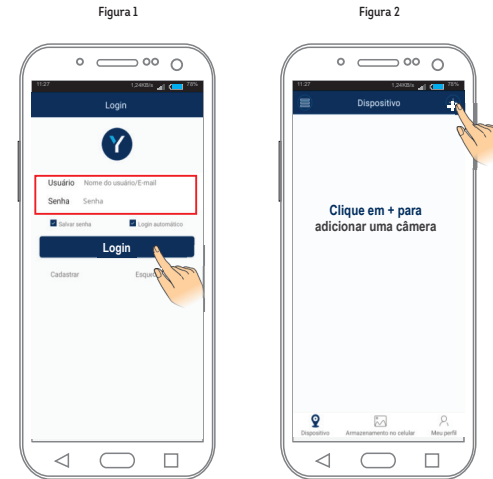 Figura 1
11:27 1,24KB/s 78%
Login
Usuário Nome do usuário/E-mail
Senha Senha
Salvar senha Login automático
Login
Cadastrar
Figura 2
11:27 1,24KB/s 78%
Dispositivo +
Clique em + para
adicionar uma câmera
Dispositivo Armazenamento no celular Meu perfil